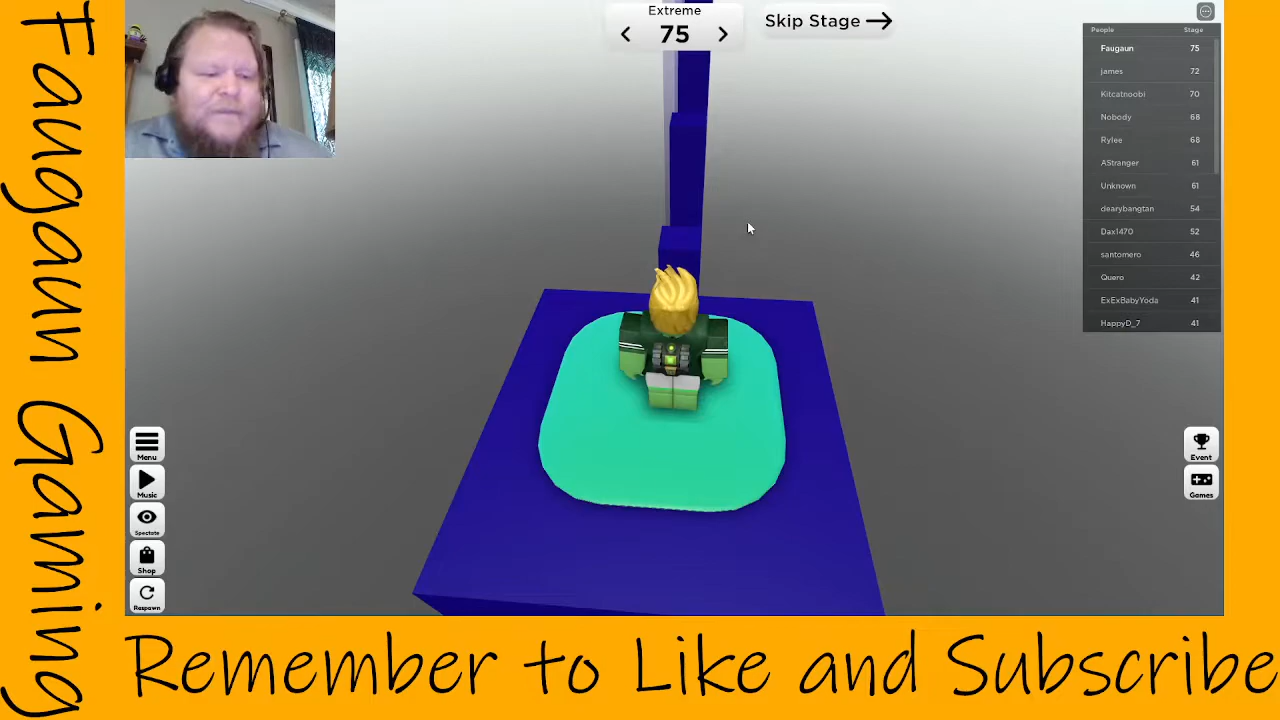 Faugaun Gaming
Extreme
75
Skip Stage
People Stage
Faugaun 75
james 72
Kitcatnoobi 70
Nobody 68
Rylee 68
AStranger 61
Unknown 61
dearybangtan 54
Dax1470 52
santomero 46
Quero 42
ExExBabyYoda 41
HappyD_7 41
Menu
Music
Spectate
Shop
Respawn
Event
Games
Remember to Like and Subscribe